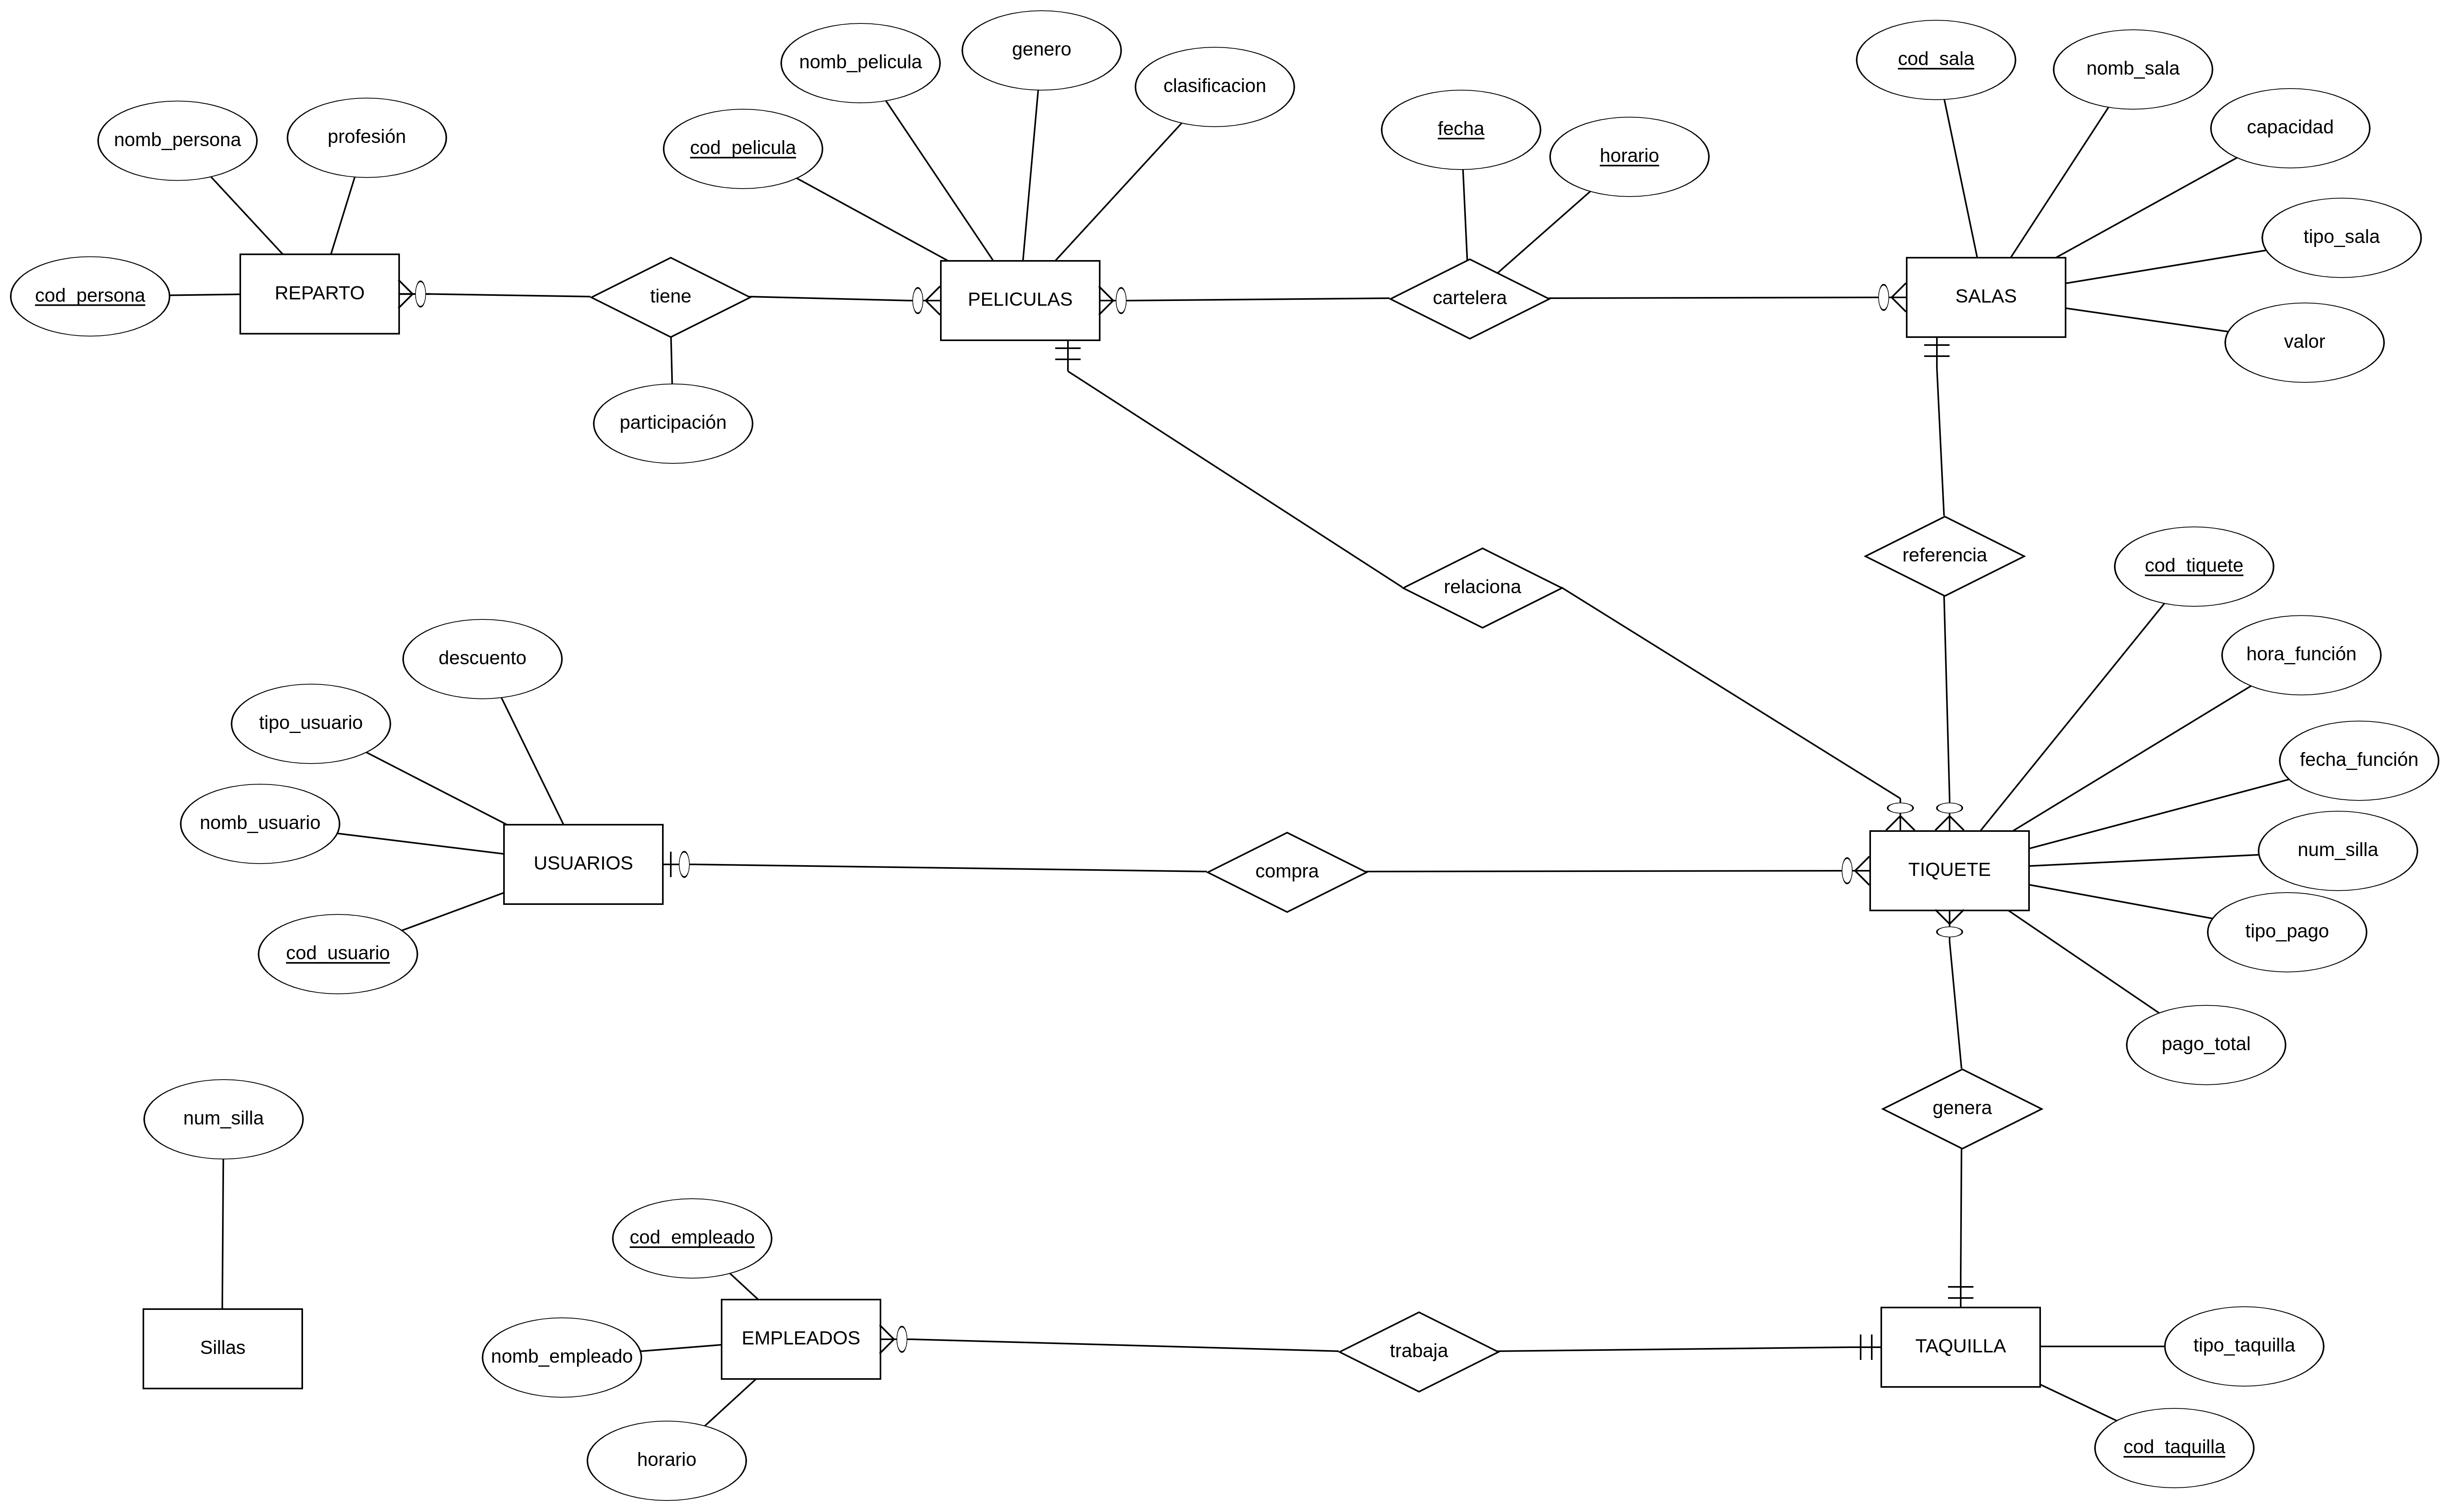 genero
nomb_pelicula
clasificacion
cod_sala
nomb_sala
capacidad
fecha
horario
nomb_persona
profesión
cod_pelicula
tipo_sala
cod_persona
REPARTO
tiene
PELICULAS
cartelera
SALAS
valor
participación
relaciona
referencia
cod_tiquete
hora_función
descuento
tipo_usuario
fecha_función
nomb_usuario
num_silla
USUARIOS
compra
TIQUETE
tipo_pago
cod_usuario
pago_total
num_silla
genera
cod_empleado
Sillas
nomb_empleado
EMPLEADOS
trabaja
TAQUILLA
tipo_taquilla
horario
cod_taquilla